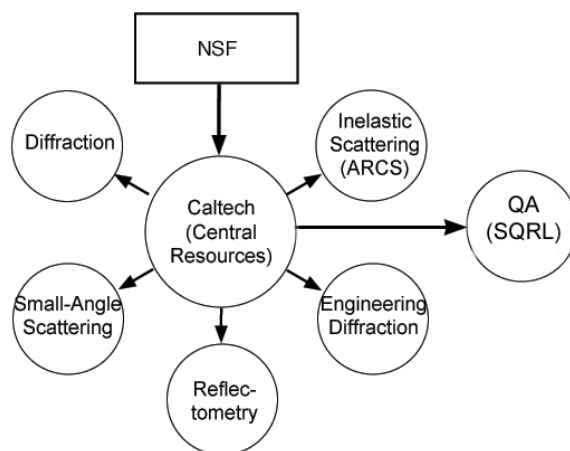 NSF
Diffraction
Inelastic
Scattering
(ARCS)
Caltech
(Central
Resources)
QA
(SQRL)
Small-Angle
Scattering
Engineering
Diffraction
Reflec-
tometry